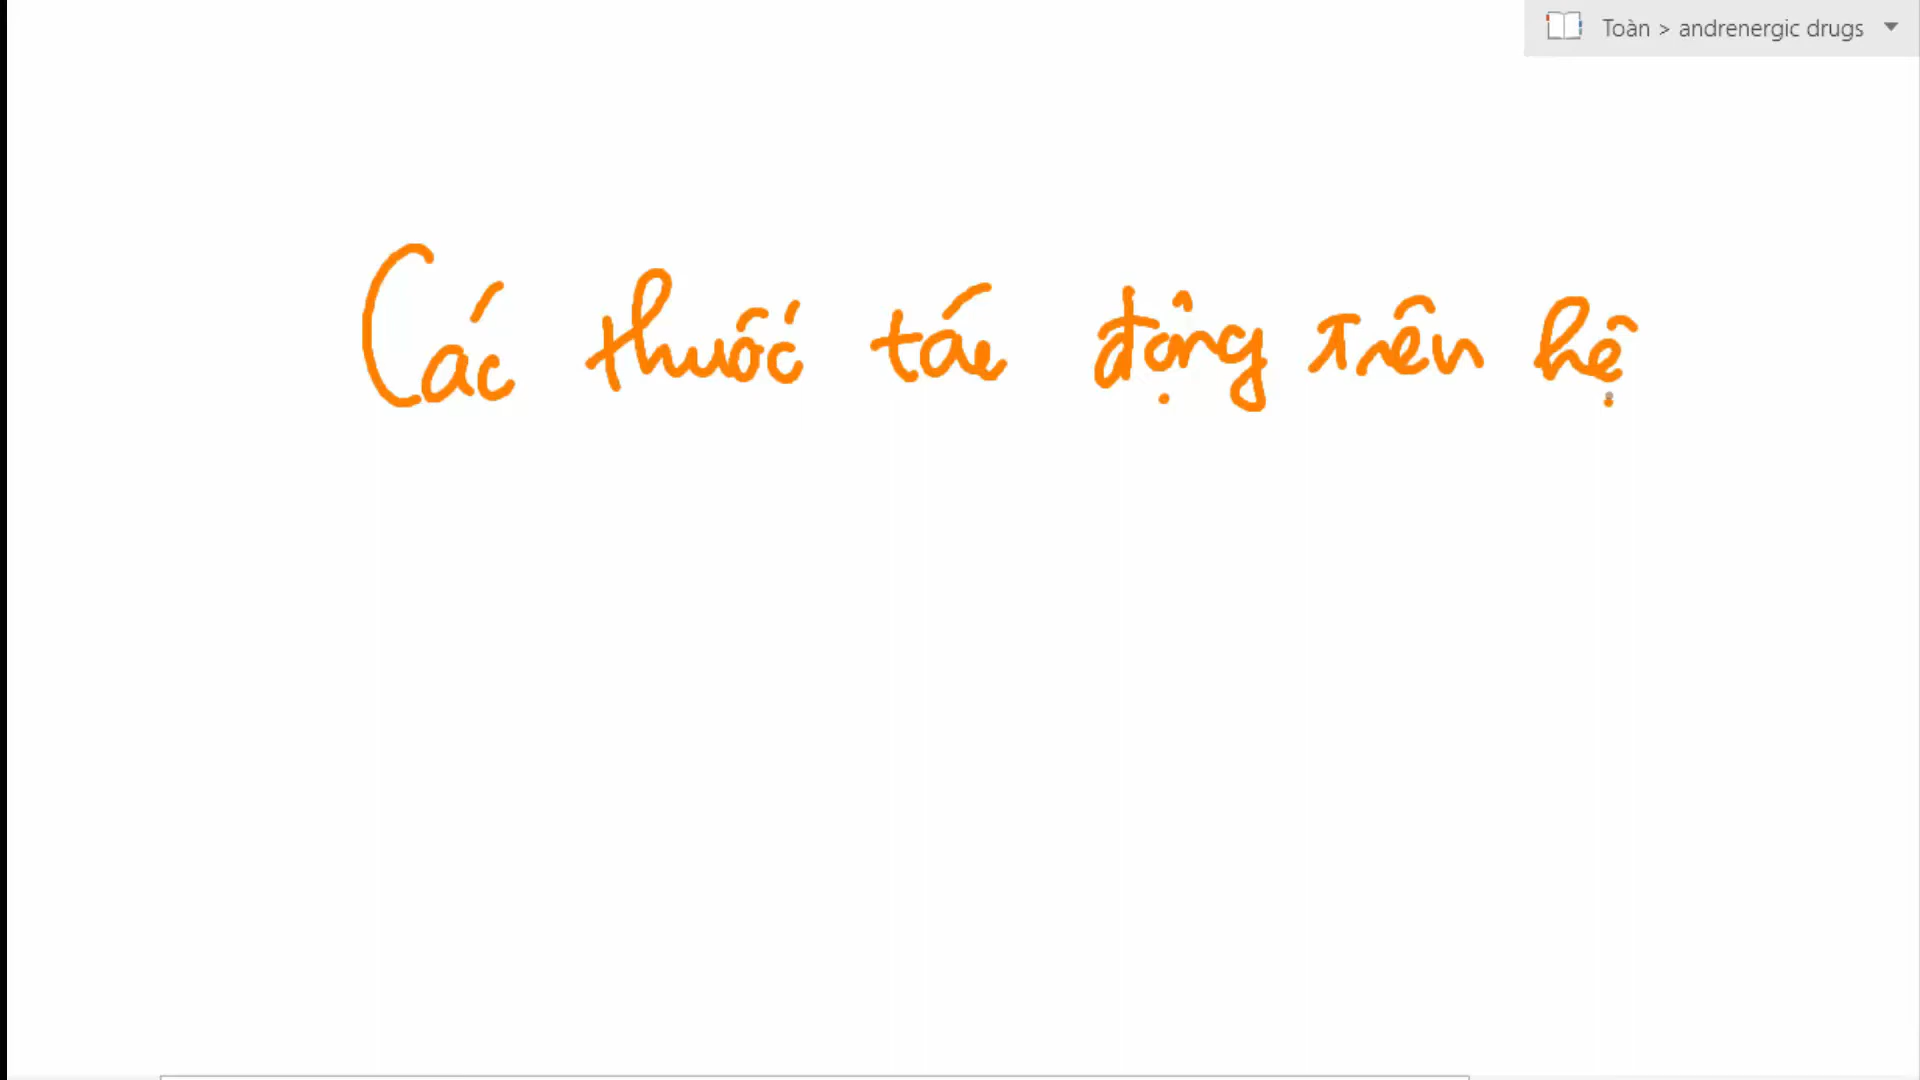 Toàn > andrenergic drugs
Các thuốc tác động trên hệ